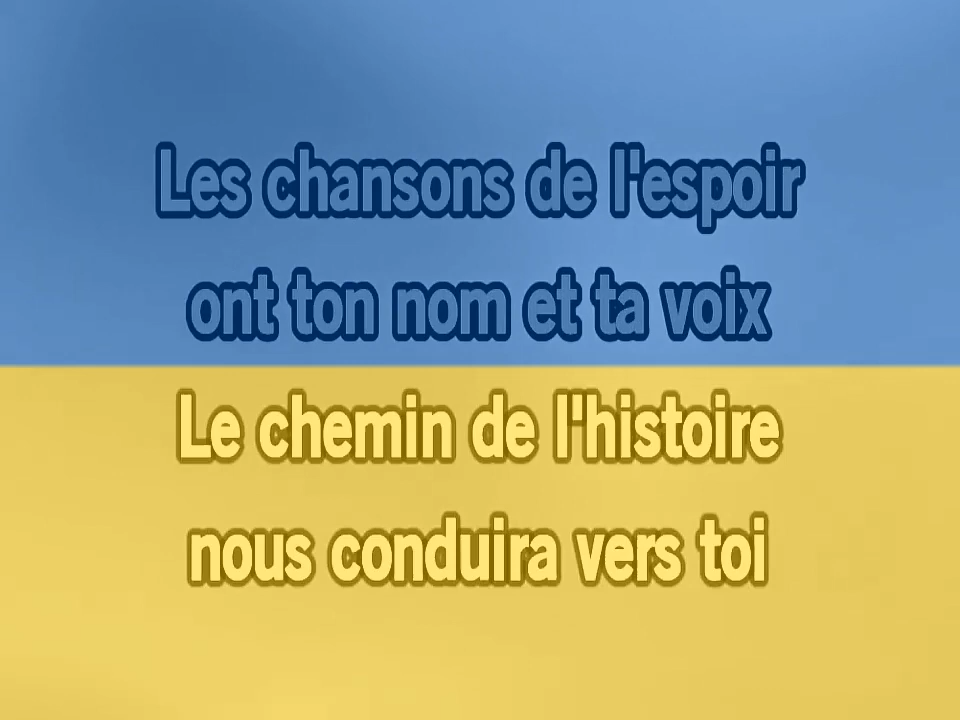 Les chansons de l'espoir
ont ton nom et ta voix
Le chemin de l'histoire
nous conduira vers toi